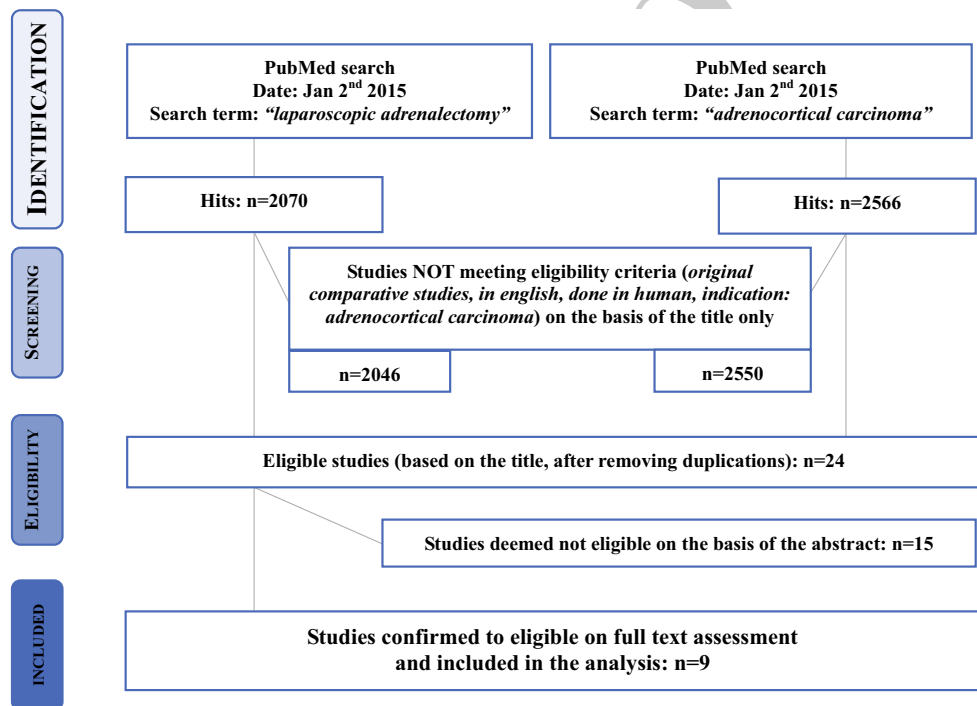 IDENTIFICATION
PubMed search
Date: Jan 2nd 2015
Search term: “laparoscopic adrenalectomy”
PubMed search
Date: Jan 2nd 2015
Search term: “adrenocortical carcinoma”
Hits: n=2070
Hits: n=2566
SCREENING
Studies NOT meeting eligibility criteria (original
comparative studies, in english, done in human, indication:
adrenocortical carcinoma) on the basis of the title only
n=2046
n=2550
ELIGIBILITY
Eligible studies (based on the title, after removing duplications): n=24
Studies deemed not eligible on the basis of the abstract: n=15
INCLUDED
Studies confirmed to eligible on full text assessment
and included in the analysis: n=9